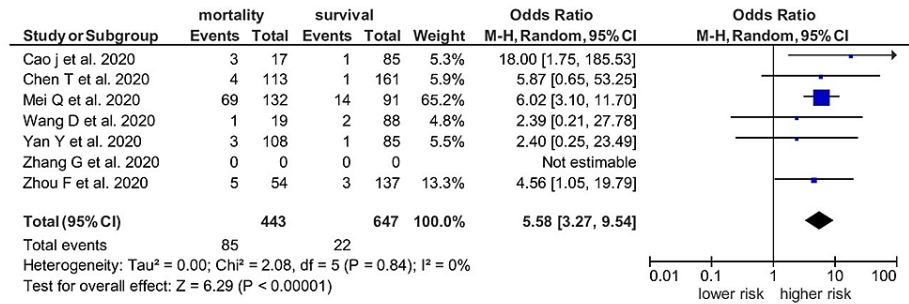 mortality survival Odds Ratio Odds Ratio
Study or Subgroup Events Total Events Total Weight M-H, Random, 95% CI M-H, Random, 95% CI
Cao j et al. 2020 3 17 1 85 5.3% 18.00 [1.75, 185.53]
Chen T et al. 2020 4 113 1 161 5.9% 5.87 [0.65, 53.25]
Mei Q et al. 2020 69 132 14 91 65.2% 6.02 [3.10, 11.70]
Wang D et al. 2020 1 19 2 88 4.8% 2.39 [0.21, 27.78]
Yan Y et al. 2020 3 108 1 85 5.5% 2.40 [0.25, 23.49]
Zhang G et al. 2020 0 0 0 0 Not estimable
Zhou F et al. 2020 5 54 3 137 13.3% 4.56 [1.05, 19.79]
Total (95% CI) 443 647 100.0% 5.58 [3.27, 9.54]
Total events 85 22
Heterogeneity: Tau² = 0.00; Chi² = 2.08, df = 5 (P = 0.84); I² = 0%
Test for overall effect: Z = 6.29 (P < 0.00001)
0.01 0.1 1 10 100
lower risk higher risk